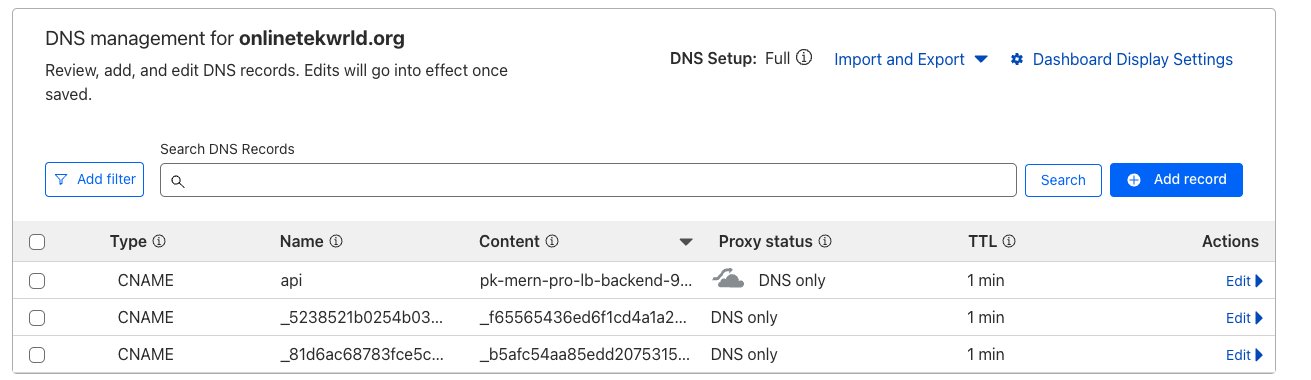 DNS management for onlinetekwrld.org
Review, add, and edit DNS records. Edits will go into effect once
saved.
DNS Setup: Full Import and Export Dashboard Display Settings
Search DNS Records
Add filter Search Add record
Type Name Content Proxy status TTL Actions
CNAME api pk-mern-pro-lb-backend-9... DNS only 1 min Edit
CNAME _5238521b0254b03... _f65565436ed6f1cd4a1a2... DNS only 1 min Edit
CNAME _81d6ac68783fce5c... _b5afc54aa85edd2075315... DNS only 1 min Edit